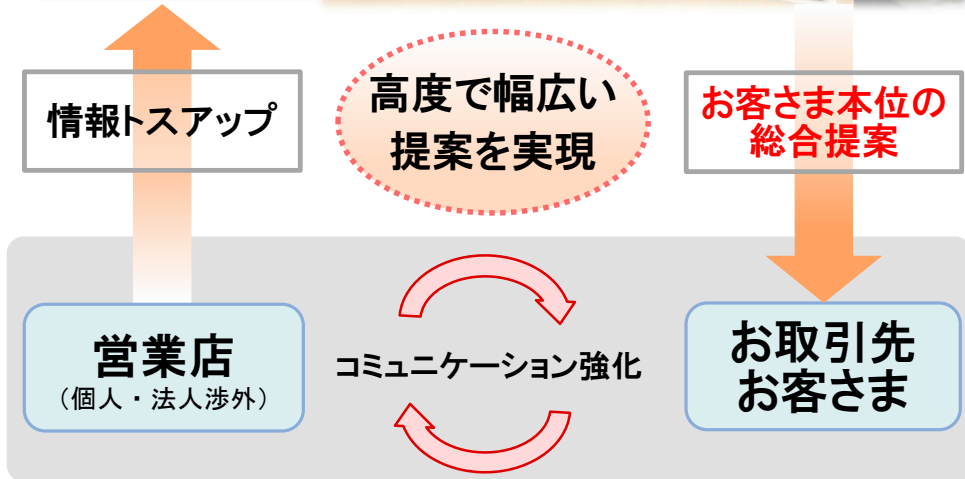 情報トスアップ
高度で幅広い
提案を実現
お客さま本位の
総合提案
営業店
（個人・法人渉外）
コミュニケーション強化
お取引先
お客さま